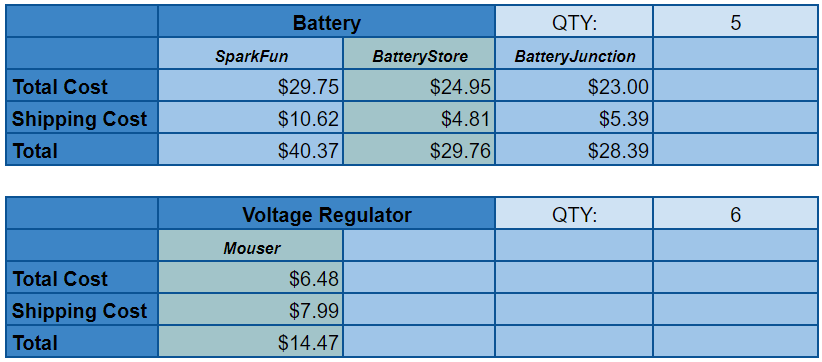 Battery QTY: 5
SparkFun BatteryStore BatteryJunction
Total Cost $29.75 $24.95 $23.00
Shipping Cost $10.62 $4.81 $5.39
Total $40.37 $29.76 $28.39
Voltage Regulator QTY: 6
Mouser
Total Cost $6.48
Shipping Cost $7.99
Total $14.47